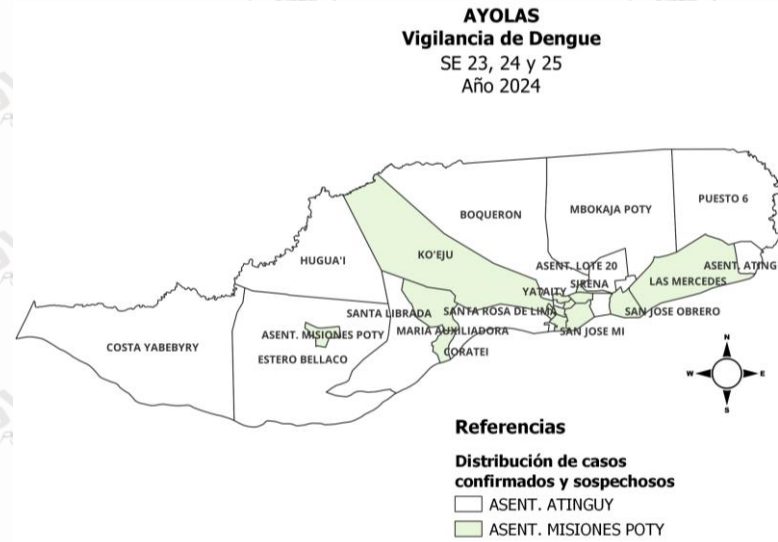 AYOLAS
Vigilancia de Dengue
SE 23, 24 y 25
Año 2024
PUESTO 6
MBOKAJA POTY
BOQUERON
KO'EJU
HUGUA'I
ASENT. LOTE 20
ASENT. ATING
SIRENA
LAS MERCEDES
YATAITY
SANTA LIBRADA
SANTA ROSA DE LIMA
SAN JOSE OBRERO
ASENT. MISIONES POTY
MARIA AUXILIADORA
SAN JOSE MI
COSTA YABEBYRY
CORATEI
ESTERO BELLACO
N
W
E
S
Referencias
Distribución de casos
confirmados y sospechosos
ASENT. ATINGUY
ASENT. MISIONES POTY